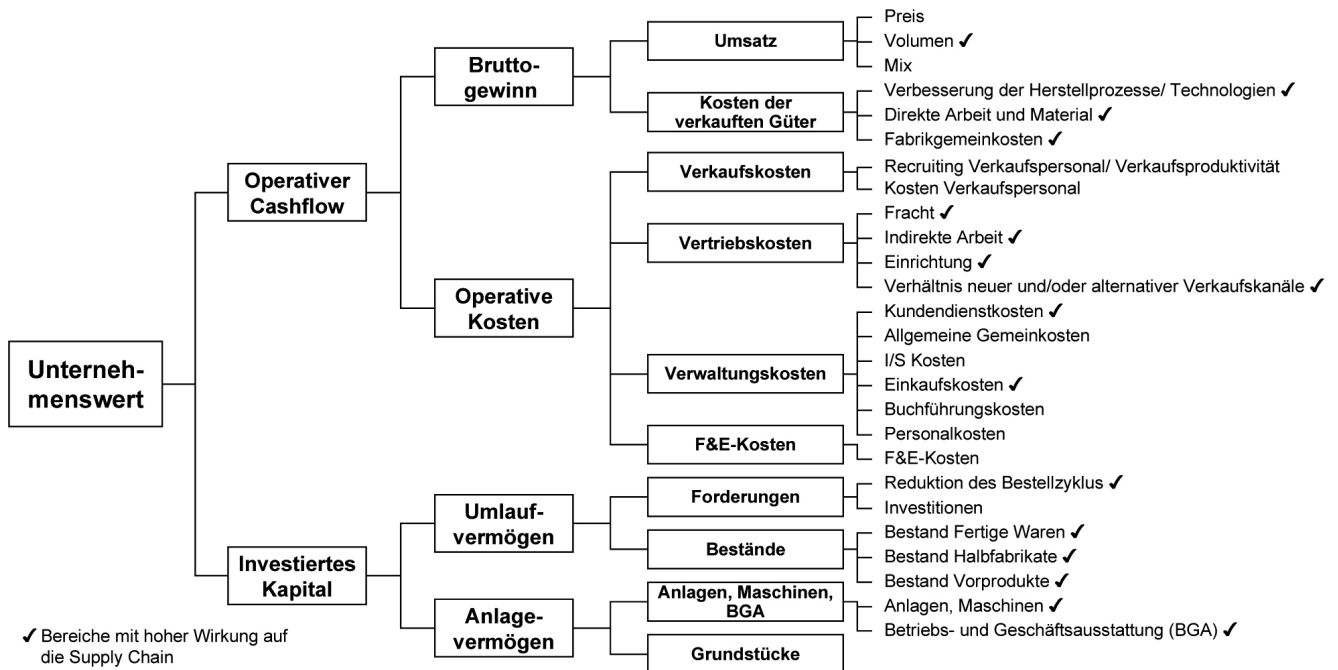 Unterneh-
menswert
Operativer
Cashflow
Investiertes
Kapital
Brutto-
gewinn
Operative
Kosten
Umlauf-
vermögen
Anlage-
vermögen
Umsatz
Kosten der
verkauften Güter
Verkaufskosten
Vertriebskosten
Verwaltungskosten
F&E-Kosten
Forderungen
Bestände
Anlagen, Maschinen,
BGA
Grundstücke
Preis
Volumen ✓
Mix
Verbesserung der Herstellprozesse/ Technologien ✓
Direkte Arbeit und Material ✓
Fabrikgemeinkosten ✓
Recruiting Verkaufspersonal/ Verkaufsproduktivität
Kosten Verkaufspersonal
Fracht ✓
Indirekte Arbeit ✓
Einrichtung ✓
Verhältnis neuer und/oder alternativer Verkaufskanäle ✓
Kundendienstkosten ✓
Allgemeine Gemeinkosten
I/S Kosten
Einkaufskosten ✓
Buchführungskosten
Personalkosten
F&E-Kosten
Reduktion des Bestellzyklus ✓
Investitionen
Bestand Fertige Waren ✓
Bestand Halbfabrikate ✓
Bestand Vorprodukte ✓
Anlagen, Maschinen ✓
Betriebs- und Geschäftsausstattung (BGA) ✓
✓ Bereiche mit hoher Wirkung auf
die Supply Chain